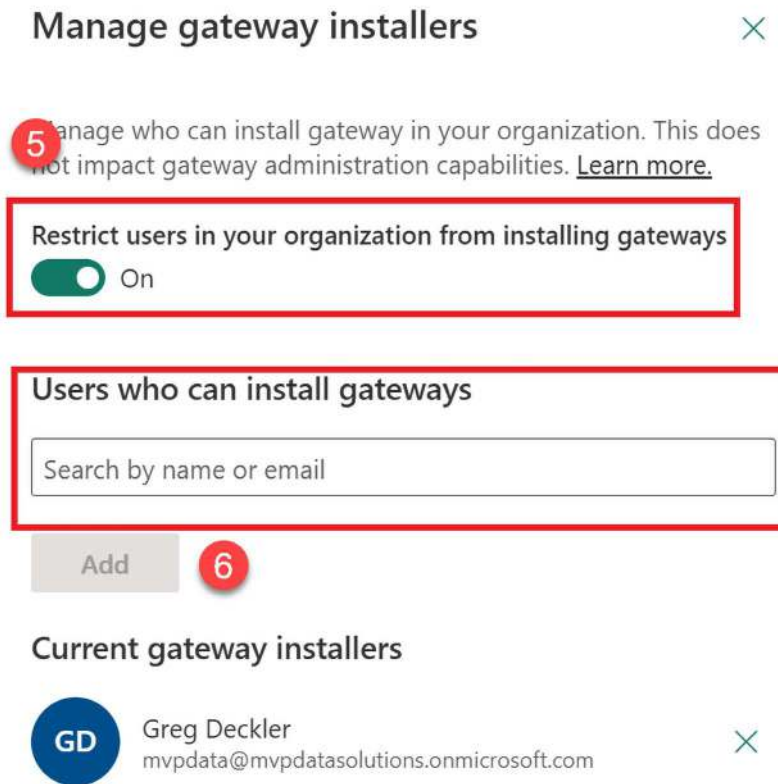 Manage gateway installers
5
anage who can install gateway in your organization. This does
not impact gateway administration capabilities. Learn more.
Restrict users in your organization from installing gateways
On
Users who can install gateways
Search by name or email
Add
6
Current gateway installers
GD
Greg Deckler
mvpdata@mvpdatasolutions.onmicrosoft.com